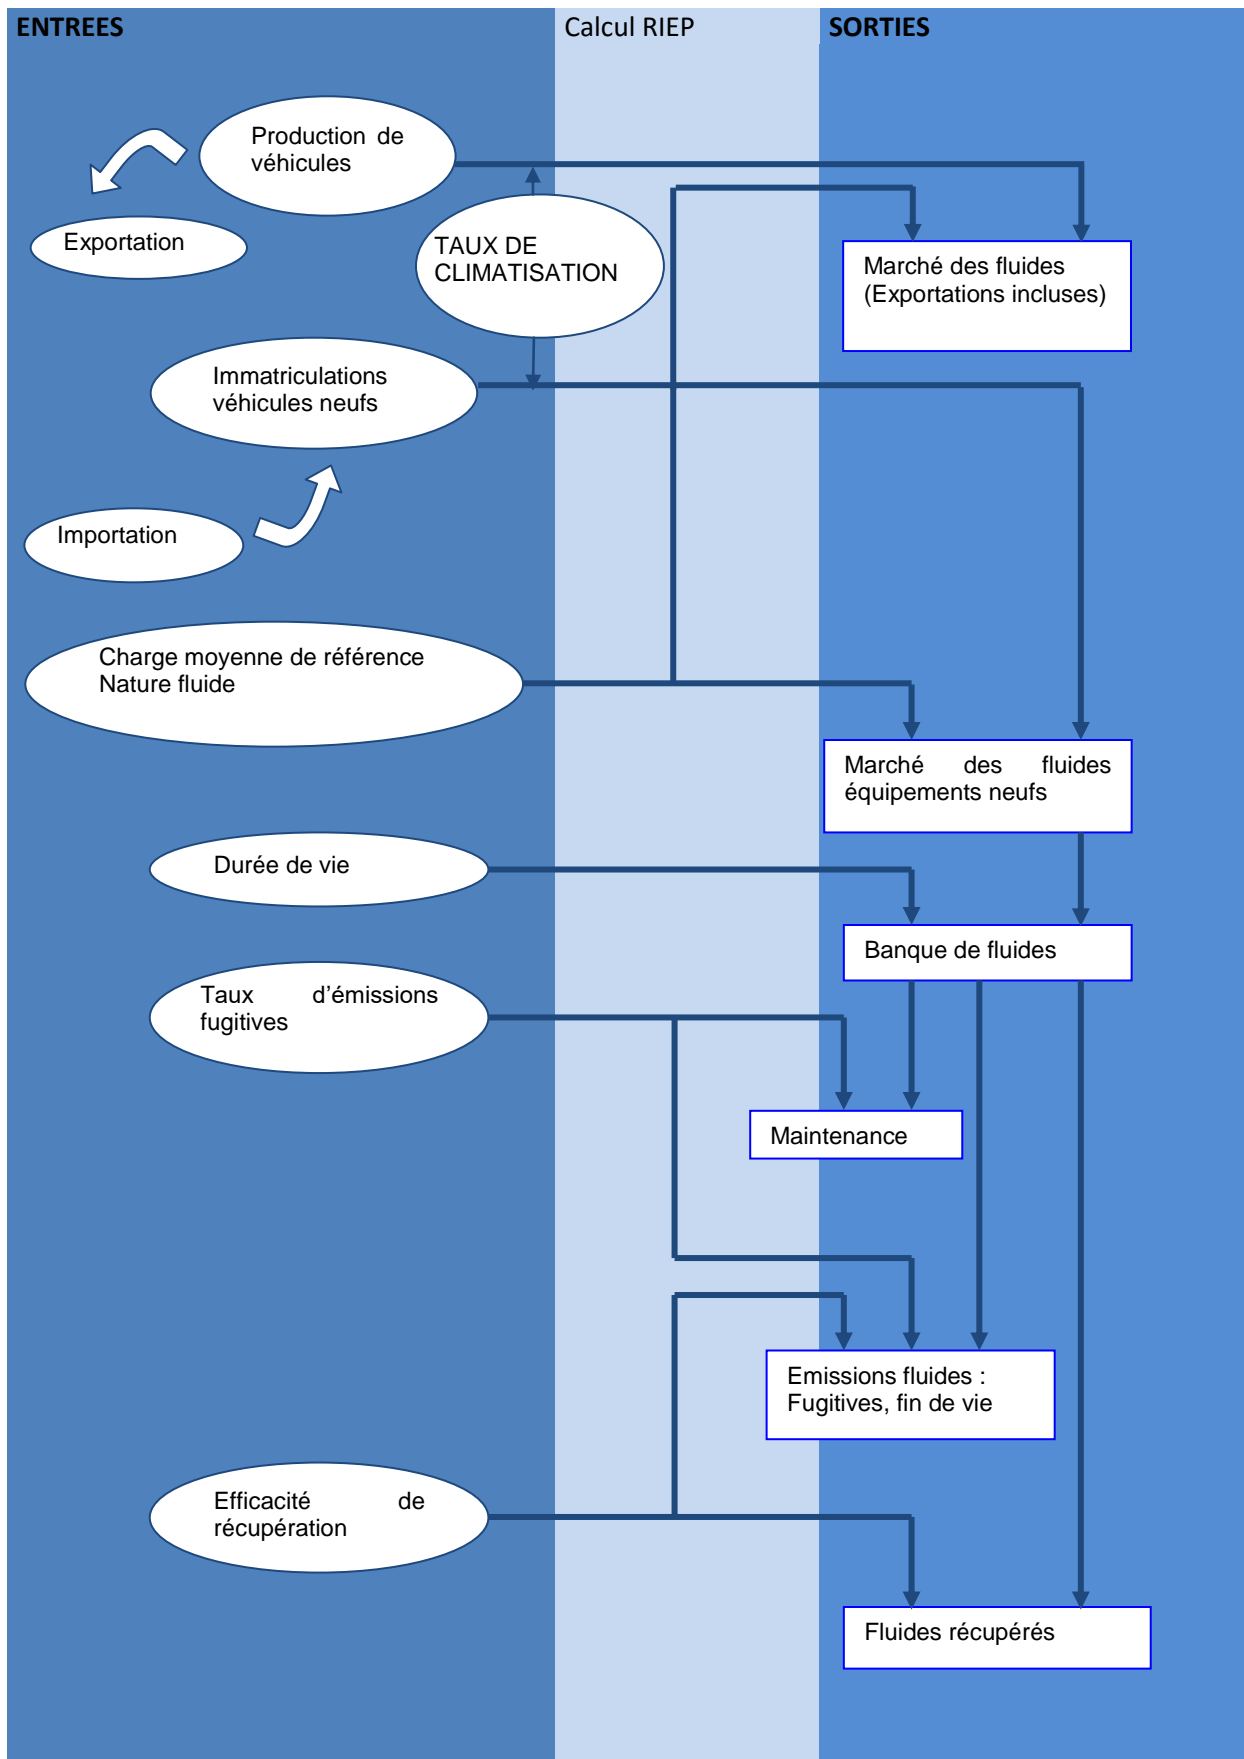 ENTREES
Calcul RIEP
SORTIES
Production de
véhicules
Exportation
TAUX DE
CLIMATISATION
Marché des fluides
(Exportations incluses)
Immatriculations
véhicules neufs
Importation
Charge moyenne de référence
Nature fluide
Marché des fluides
équipements neufs
Durée de vie
Banque de fluides
Taux d’émissions
fugitives
Maintenance
Emissions fluides :
Fugitives, fin de vie
Efficacité de
récupération
Fluides récupérés